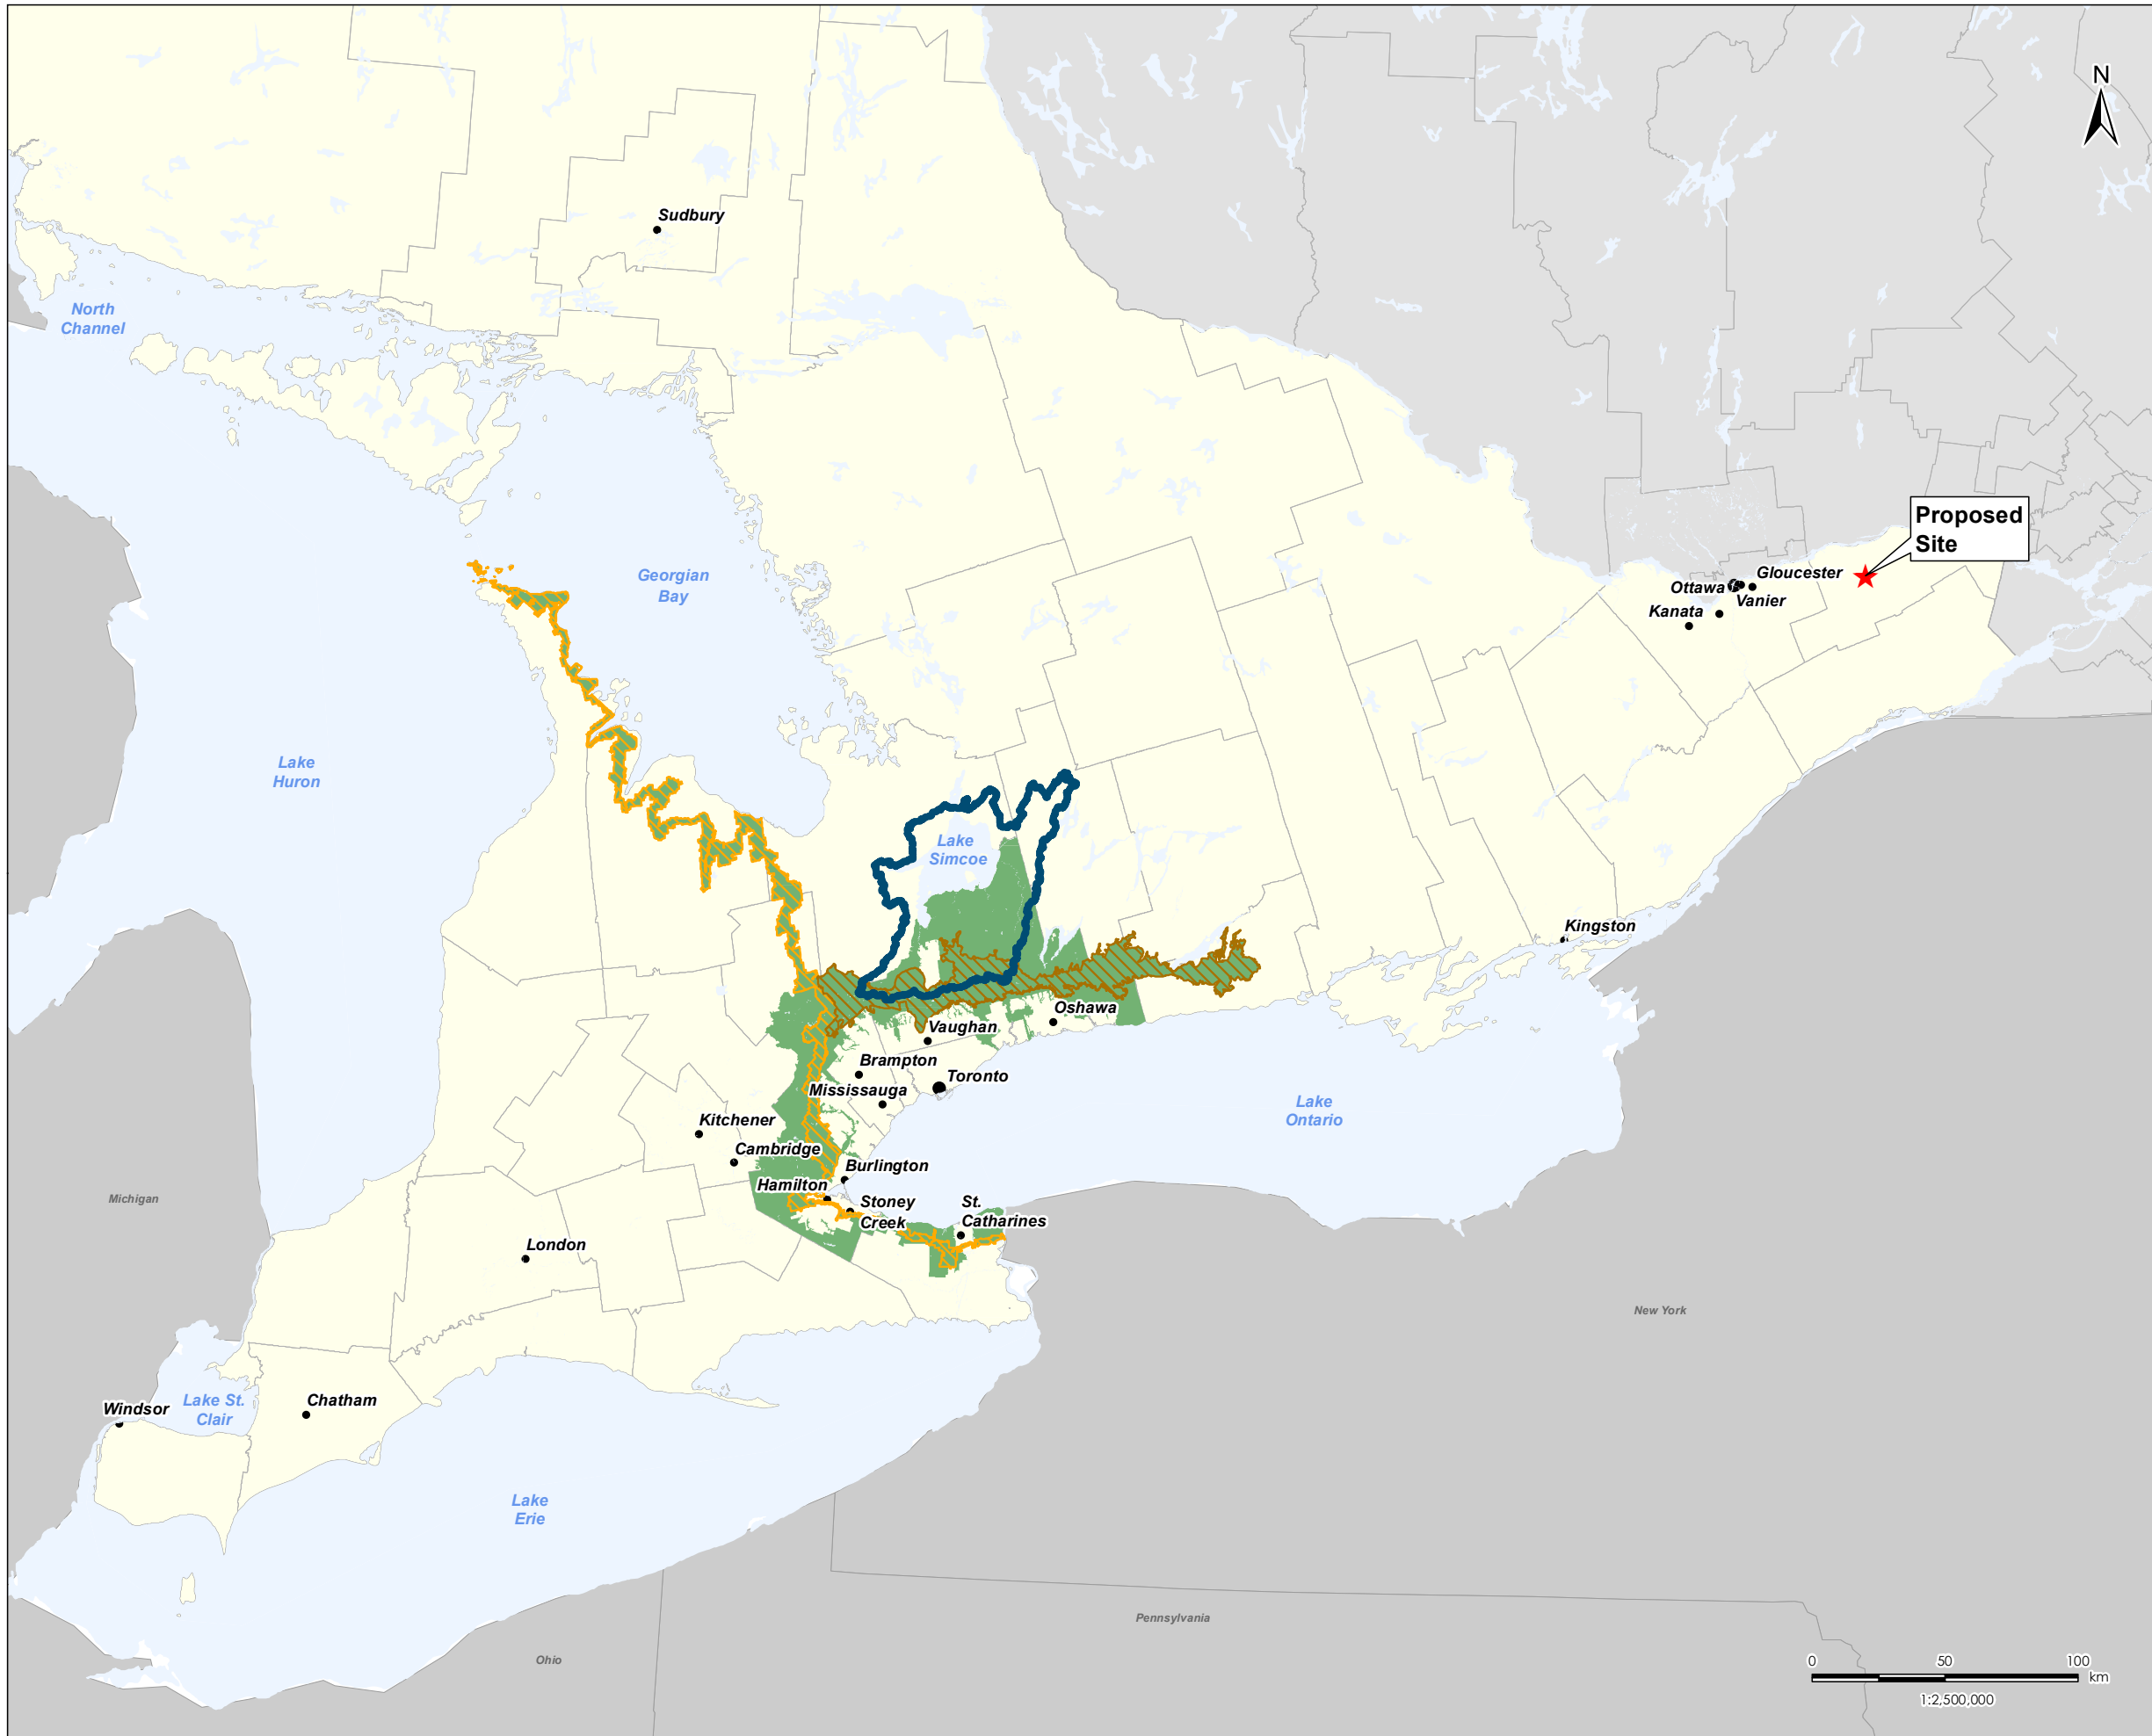 N
Sudbury
North
Channel
Proposed
Site
Georgian
Bay
Gloucester
Ottawa
Vanier
Kanata
Lake
Huron
Lake
Simcoe
Kingston
Oshawa
Vaughan
Brampton
Toronto
Mississauga
Lake
Ontario
Kitchener
Cambridge
Burlington
Hamilton
Stoney
Creek
St.
Catharines
Michigan
London
New York
Windsor
Lake St.
Clair
Chatham
Lake
Erie
Pennsylvania
Ohio
0 50 100
km
1:2,500,000